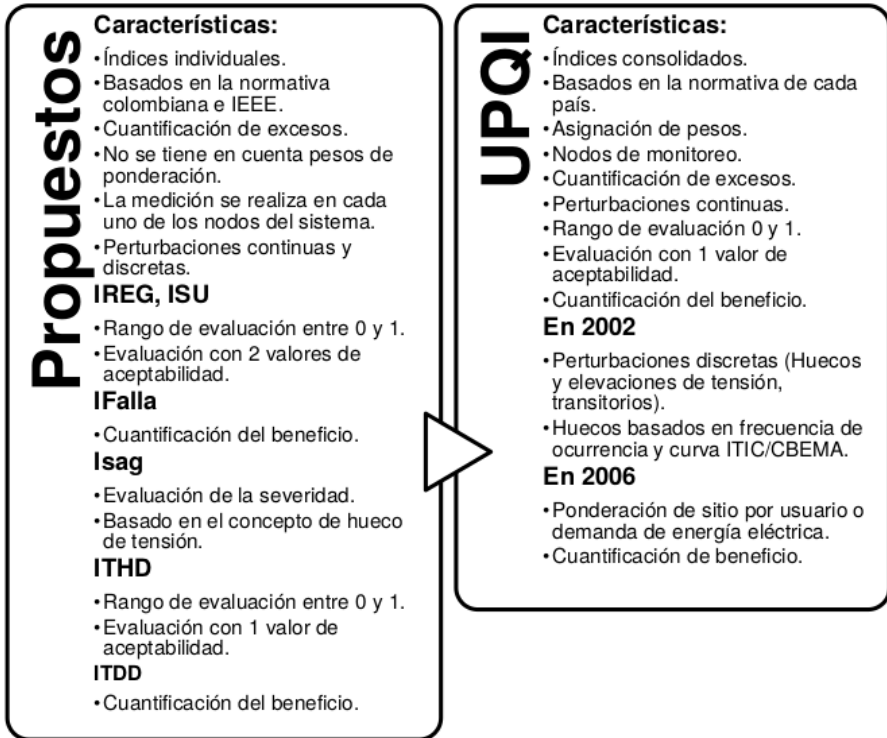 Propuestos
Características:
•Índices individuales.
•Basados en la normativa
colombiana e IEEE.
•Cuantificación de excesos.
•No se tiene en cuenta pesos de
ponderación.
•La medición se realiza en cada
uno de los nodos del sistema.
•Perturbaciones continuas y
discretas.
IREG, ISU
•Rango de evaluación entre 0 y 1.
•Evaluación con 2 valores de
aceptabilidad.
IFalla
•Cuantificación del beneficio.
Isag
•Evaluación de la severidad.
•Basado en el concepto de hueco
de tensión.
ITHD
•Rango de evaluación entre 0 y 1.
•Evaluación con 1 valor de
aceptabilidad.
ITDD
•Cuantificación del beneficio.
UPQI
Características:
•Índices consolidados.
•Basados en la normativa de cada
país.
•Asignación de pesos.
•Nodos de monitoreo.
•Cuantificación de excesos.
•Perturbaciones continuas.
•Rango de evaluación 0 y 1.
•Evaluación con 1 valor de
aceptabilidad.
•Cuantificación del beneficio.
En 2002
•Perturbaciones discretas (Huecos
y elevaciones de tensión,
transitorios).
•Huecos basados en frecuencia de
ocurrencia y curva ITIC/CBEMA.
En 2006
•Ponderación de sitio por usuario o
demanda de energía eléctrica.
•Cuantificación de beneficio.